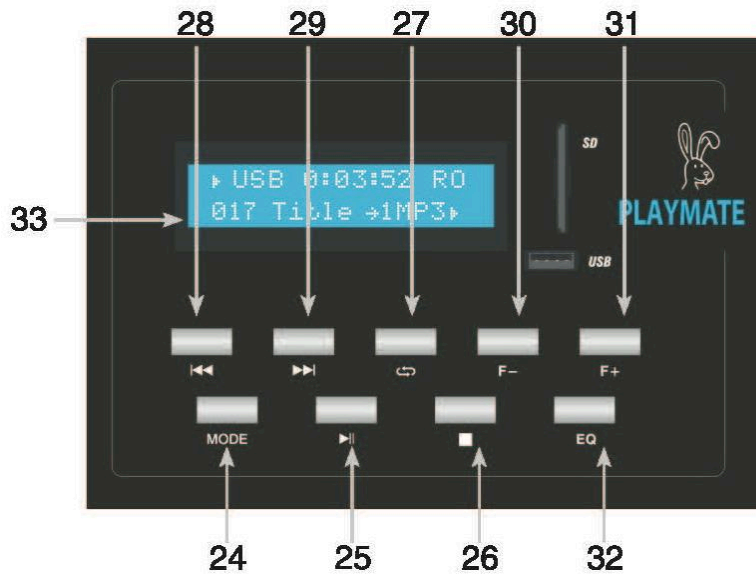 28 29 27 30 31
SD
▶ USB 0:03:52 RO
017 Title →1MP3▶
33
PLAYMATE
USB
F- F+
MODE EQ
24 25 26 32